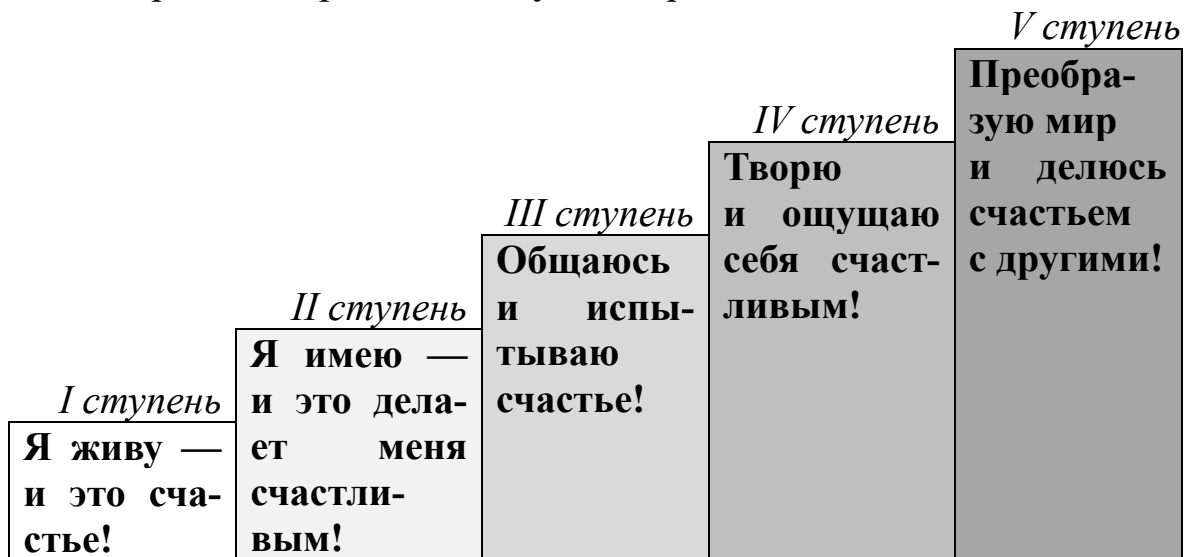 I ступень
Я живу —
и это сча-
стье!
II ступень
Я имею —
и это дела-
ет меня
счастли-
вым!
III ступень
Общаюсь
и испы-
тываю
счастье!
IV ступень
Творю
и ощущаю
себя счаст-
ливым!
V ступень
Преобра-
зую мир
и делюсь
счастьем
с другими!